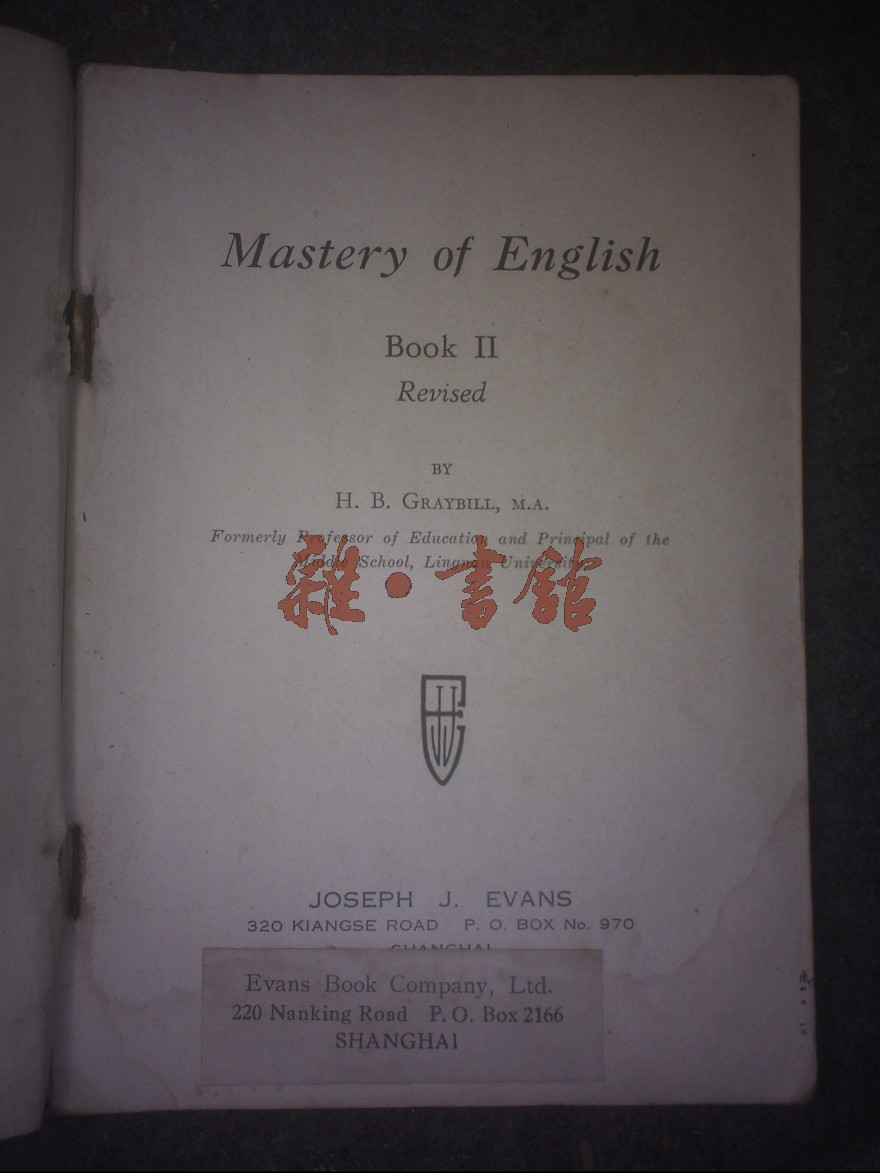 Mastery of English
Book II
Revised
BY
H. B. GRAYBILL, M.A.
Formerly Professor of Education and Principal of the
Middle School, Lingnan University.
雜·書館
JOSEPH J. EVANS
320 KIANGSE ROAD P. O. BOX No. 970
SHANGHAI
Evans Book Company, Ltd.
220 Nanking Road P. O. Box 2166
SHANGHAI